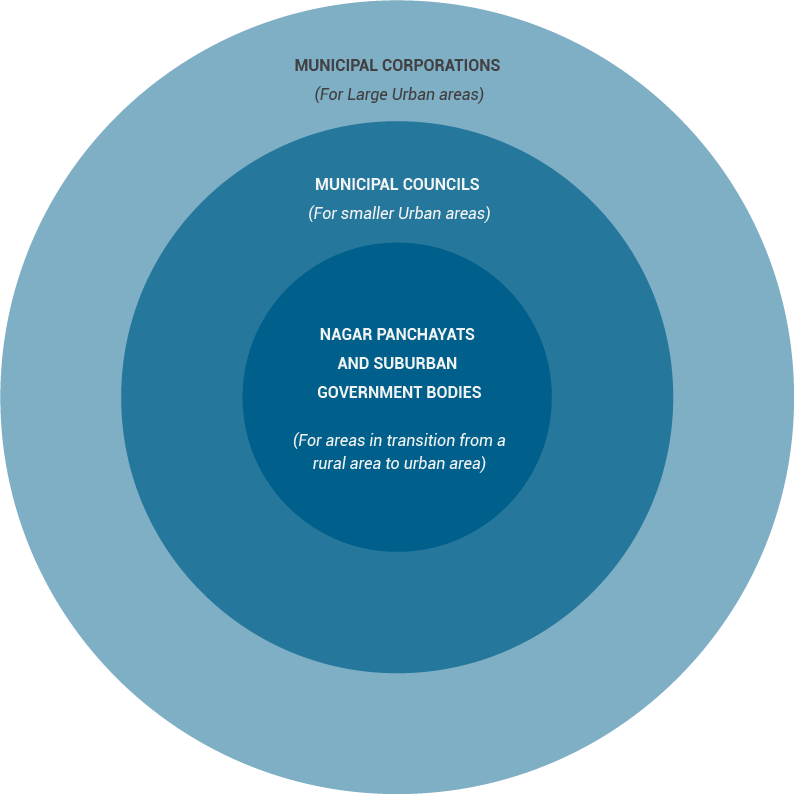 MUNICIPAL CORPORATIONS
(For Large Urban areas)
MUNICIPAL COUNCILS
(For smaller Urban areas)
NAGAR PANCHAYATS
AND SUBURBAN
GOVERNMENT BODIES
(For areas in transition from a
rural area to urban area)